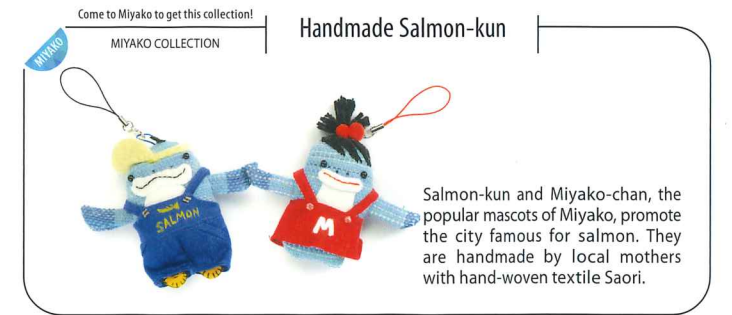 Come to Miyako to get this collection!
MIYAKO COLLECTION
Handmade Salmon-kun
MIYAKO
SALMON
M
Salmon-kun and Miyako-chan, the
popular mascots of Miyako, promote
the city famous for salmon. They
are handmade by local mothers
with hand-woven textile Saori.